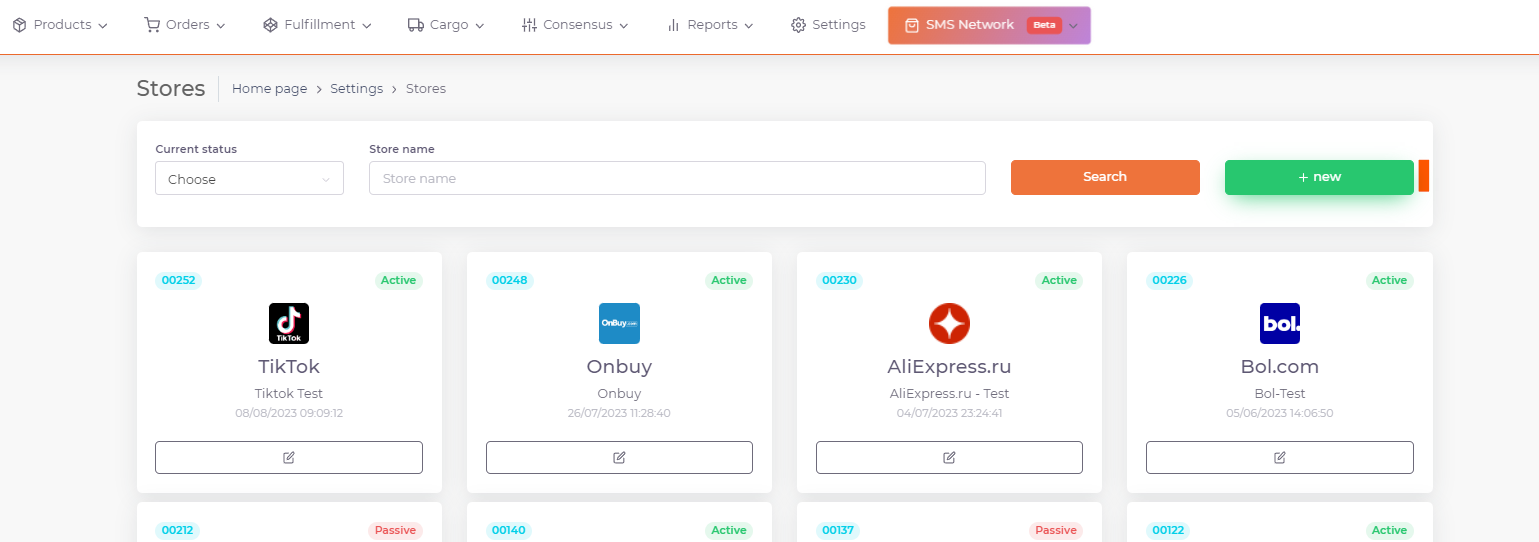 Products Orders Fulfillment Cargo Consensus Reports Settings SMS Network Beta
Stores Home page > Settings > Stores
Current status Store name
Choose Store name Search + new
00252 Active 00248 Active 00230 Active 00226 Active
TikTok OnBuy.com bol.
TikTok Onbuy AliExpress.ru Bol.com
Tiktok Test Onbuy AliExpress.ru - Test Bol-Test
08/08/2023 09:09:12 26/07/2023 11:28:40 04/07/2023 23:24:41 05/06/2023 14:06:50
00212 Passive 00140 Active 00137 Passive 00122 Active